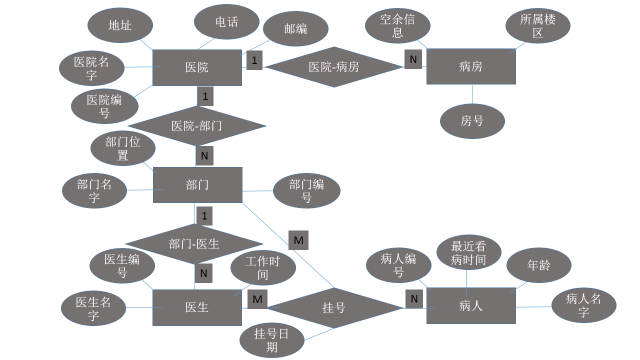 地址
电话
邮编
空余信
息
所属楼
区
医院名
字
医院
1
医院-病房
N
病房
医院编
号
1
医院-部门
房号
部门位
置
N
部门名
字
部门
部门编
号
1
部门-医生
M
医生编
号
N
工作时
间
病人编
号
最近看
病时间
年龄
医生名
字
医生
M
挂号
N
病人
病人名
字
挂号日
期